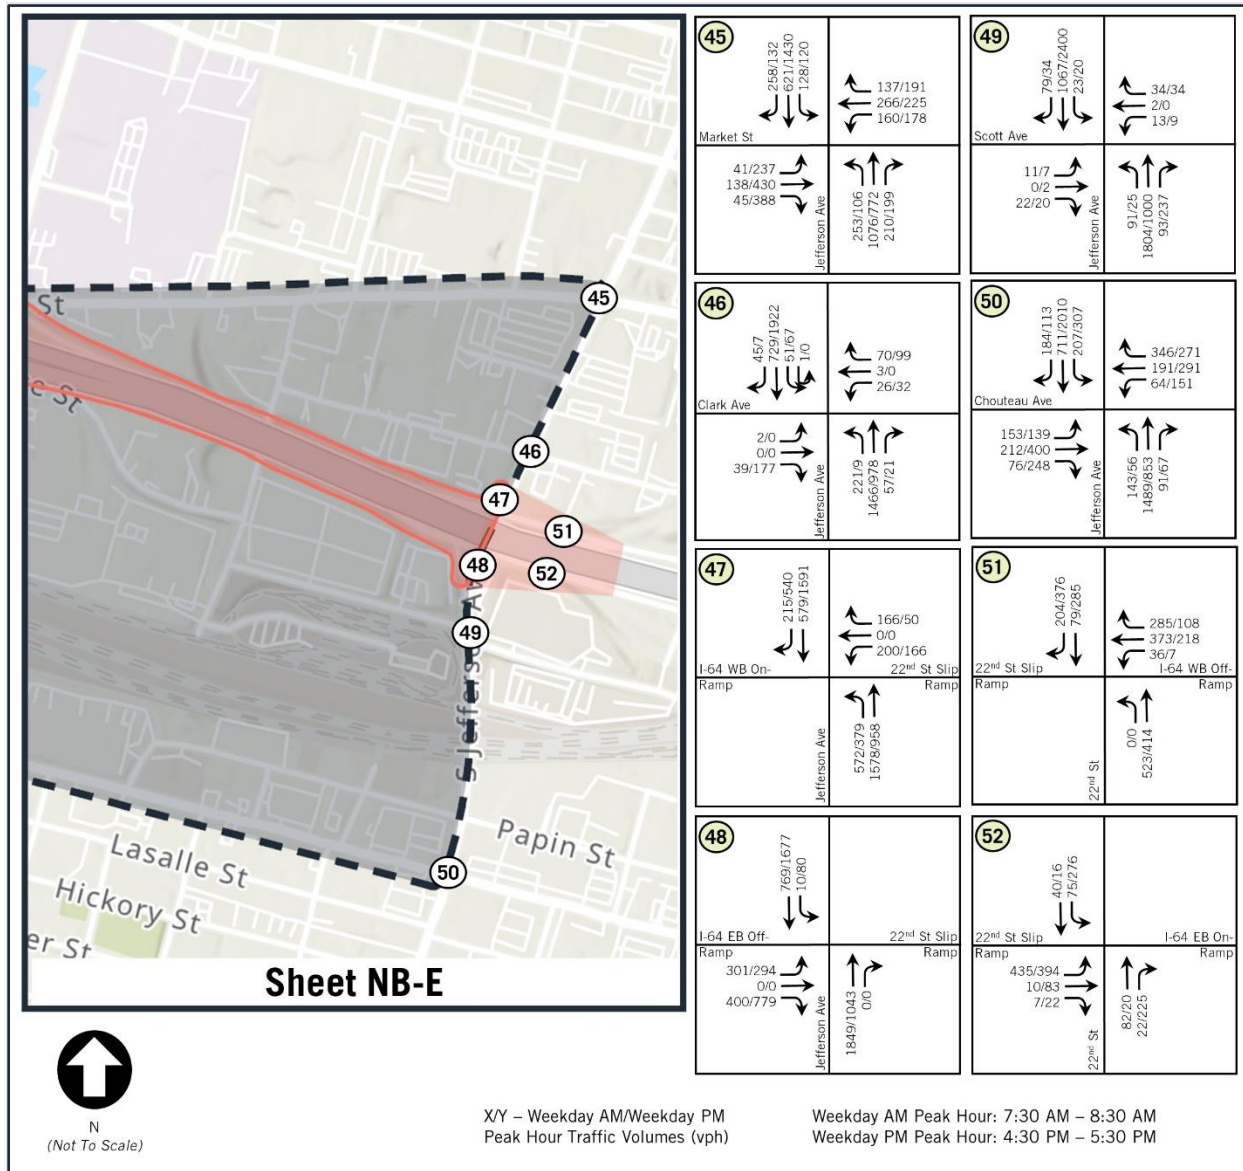 St
re St
45
46
47
51
48
52
49
S Jefferson Av
50
Papin St
Lasalle St
Hickory St
er St
Sheet NB-E
N
(Not To Scale)
45
258/132
621/1430
128/120
137/191
266/225
160/178
Market St
41/237
138/430
45/388
Jefferson Ave
253/106
1076/772
210/199
49
79/34
1067/2400
23/20
34/34
2/0
13/9
Scott Ave
11/7
0/2
22/20
Jefferson Ave
91/25
1804/1000
93/237
46
45/7
729/1922
51/67
1/0
70/99
3/0
26/32
Clark Ave
2/0
0/0
39/177
Jefferson Ave
221/9
1466/978
57/21
50
184/113
711/2010
207/307
346/271
191/291
64/151
Chouteau Ave
153/139
212/400
76/248
Jefferson Ave
143/56
1489/853
91/67
47
215/540
579/1591
166/50
0/0
200/166
I-64 WB On-
Ramp
22nd St Slip
Ramp
Jefferson Ave
572/379
1578/958
51
204/376
79/285
285/108
373/218
36/7
22nd St Slip
Ramp
I-64 WB Off-
Ramp
22nd St
0/0
523/414
48
769/1677
10/80
I-64 EB Off-
Ramp
22nd St Slip
Ramp
301/294
0/0
400/779
Jefferson Ave
1849/1043
0/0
52
40/16
75/276
22nd St Slip
Ramp
I-64 EB On-
Ramp
435/394
10/83
7/22
22nd St
82/20
22/225
X/Y – Weekday AM/Weekday PM
Peak Hour Traffic Volumes (vph)
Weekday AM Peak Hour: 7:30 AM – 8:30 AM
Weekday PM Peak Hour: 4:30 PM – 5:30 PM